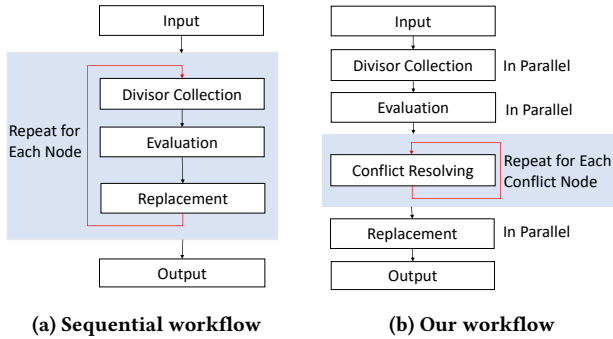 Input
Divisor Collection
Repeat for
Each Node
Evaluation
Replacement
Output
(a) Sequential workflow
Input
Divisor Collection
In Parallel
Evaluation
In Parallel
Conflict Resolving
Repeat for Each
Conflict Node
Replacement
In Parallel
Output
(b) Our workflow